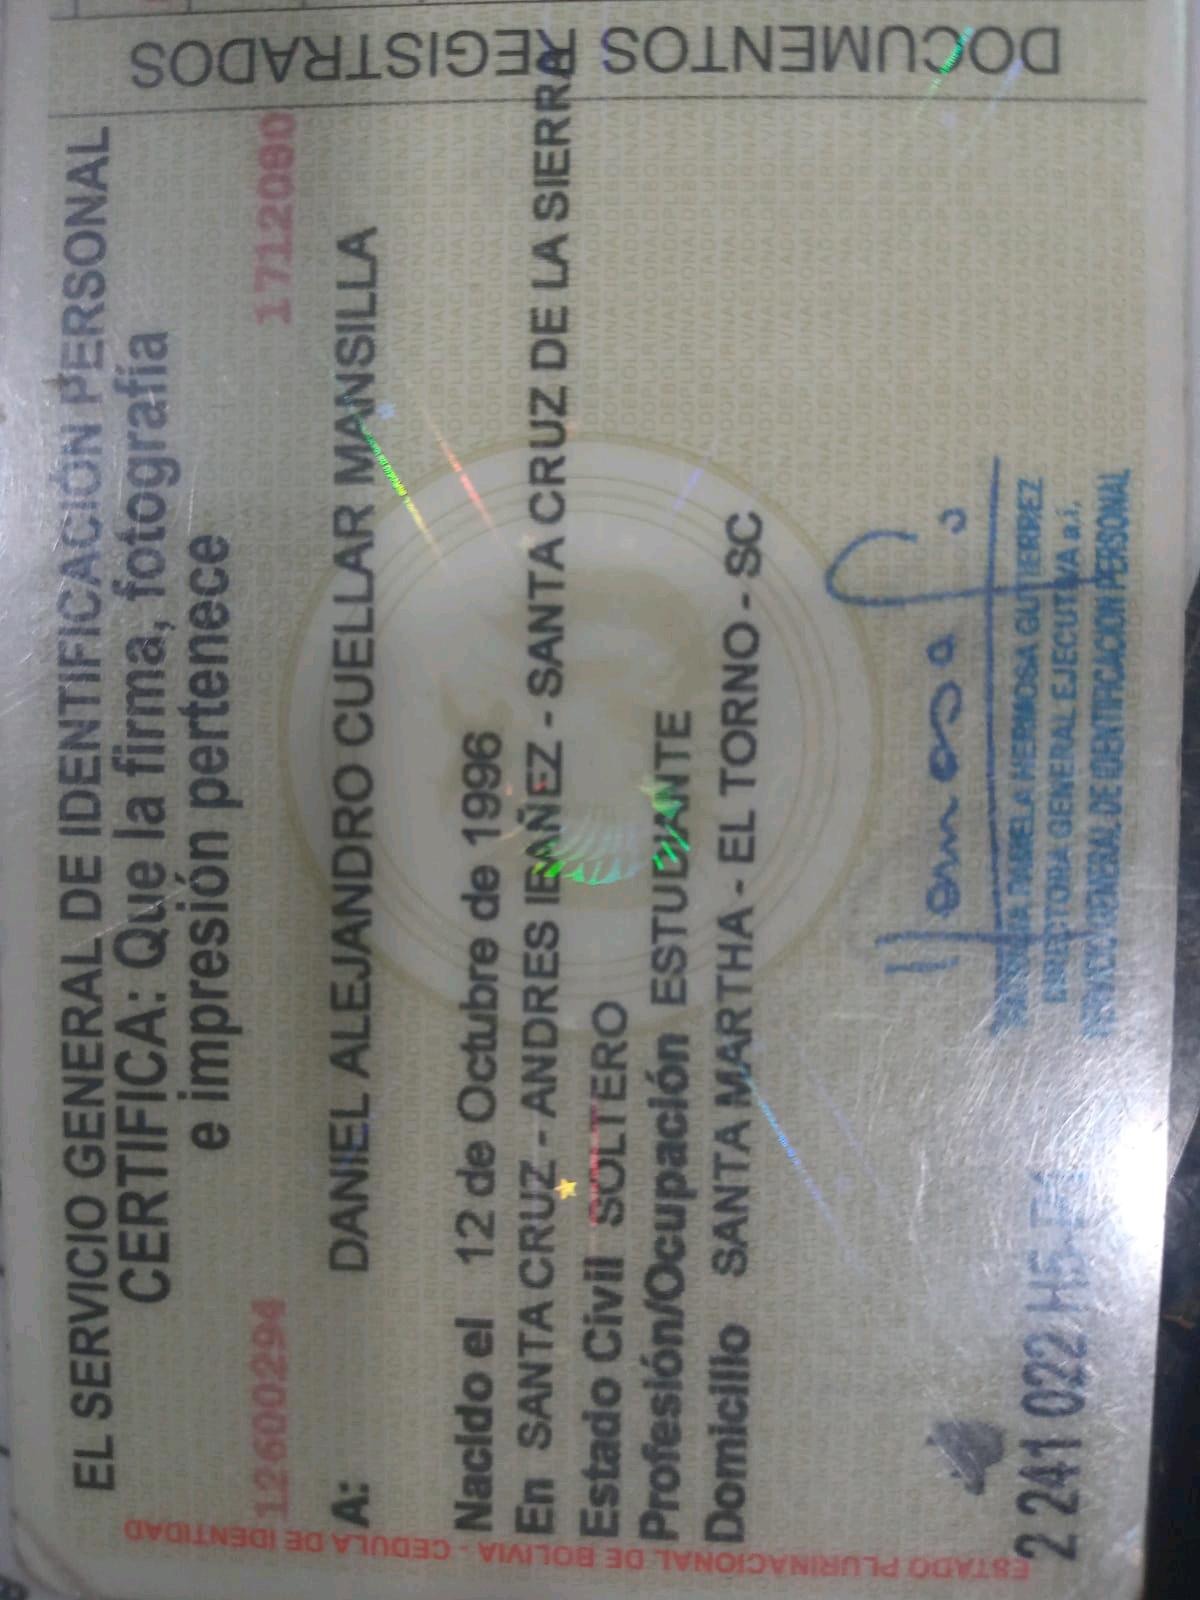 EL SERVICIO GENERAL DE IDENTIFICACIÓN PERSONAL
CERTIFICA: Que la firma, fotografía
e impresión pertenece
12600294 1712080
A: DANIEL ALEJANDRO CUELLAR MANSILLA
Nacido el 12 de Octubre de 1996
En SANTA CRUZ - ANDRES IBAÑEZ - SANTA CRUZ DE LA SIERRA
Estado Civil SOLTERO
Profesión/Ocupación ESTUDIANTE
Domicilio SANTA MARTHA - EL TORNO - SC
HERMOSA GUTIERREZ
DIRECTORA GENERAL EJECUTIVA a.i.
SERVICIO GENERAL DE IDENTIFICACION PERSONAL
2 241 022 H5
DOCUMENTOS REGISTRADOS
ESTADO PLURINACIONAL DE BOLIVIA - CEDULA DE IDENTIDAD